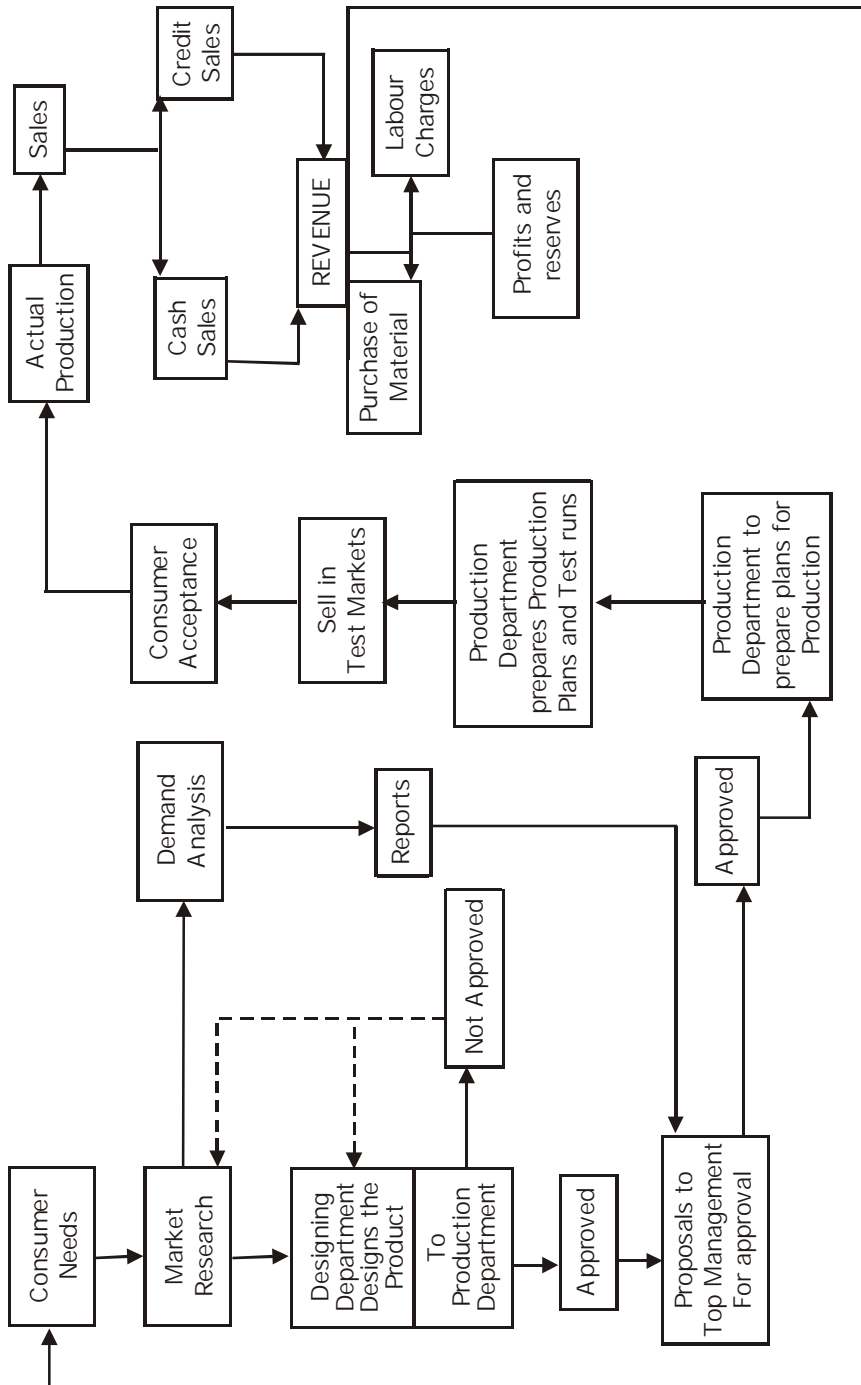 Consumer
Needs
Market
Research
Designing
Department
Designs the
Product
To
Production
Department
Approved
Proposals to
Top Management
For approval
Demand
Analysis
Reports
Not Approved
Approved
Consumer
Acceptance
Sell in
Test Markets
Production
Department
prepares Production
Plans and Test runs
Production
Department to
prepare plans for
Production
Actual
Production
Sales
Cash
Sales
Credit
Sales
REVENUE
Purchase of
Material
Labour
Charges
Profits and
reserves